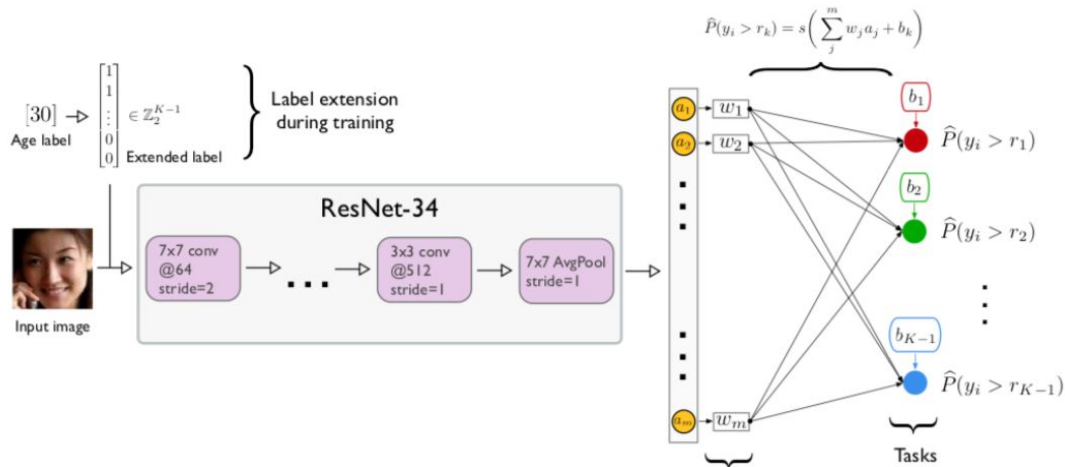 P̂(y_i > r_k) = s(∑_j^m w_j a_j + b_k)
[30] → [1 1 ⋮ 0 0] ∈ ℤ_2^{K-1}
Age label
Extended label
Label extension
during training
ResNet-34
7x7 conv
@64
stride=2
. . .
3x3 conv
@512
stride=1
7x7 AvgPool
stride=1
Input image
a_1
w_1
a_2
w_2
a_m
w_m
b_1
P̂(y_i > r_1)
b_2
P̂(y_i > r_2)
b_{K-1}
P̂(y_i > r_{K-1})
Tasks